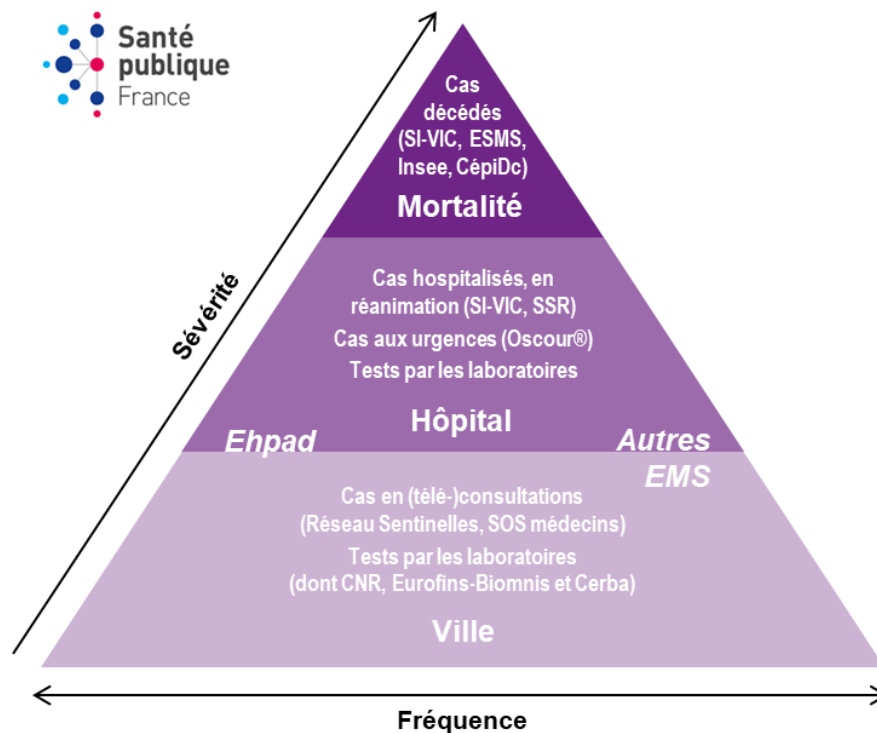 Santé
publique
France
Cas
décédés
(SI-VIC, ESMS,
Insee, CépiDc)
Mortalité
Sévérité
Cas hospitalisés, en
réanimation (SI-VIC, SSR)
Cas aux urgences (Oscour®)
Tests par les laboratoires
Hôpital
Ehpad
Autres
EMS
Cas en (télé-)consultations
(Réseau Sentinelles, SOS médecins)
Tests par les laboratoires
(dont CNR, Eurofins-Biomnis et Cerba)
Ville
Fréquence